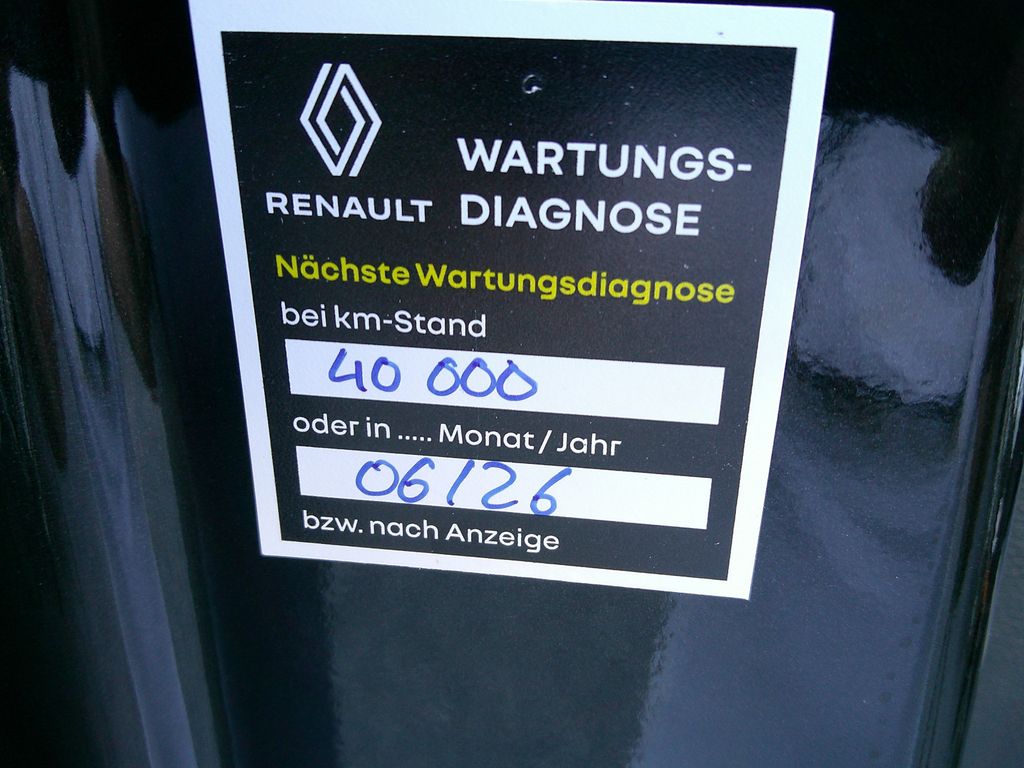 RENAULT
WARTUNGS-
DIAGNOSE
Nächste Wartungsdiagnose
bei km-Stand
40 000
oder in ..... Monat / Jahr
06/26
bzw. nach Anzeige